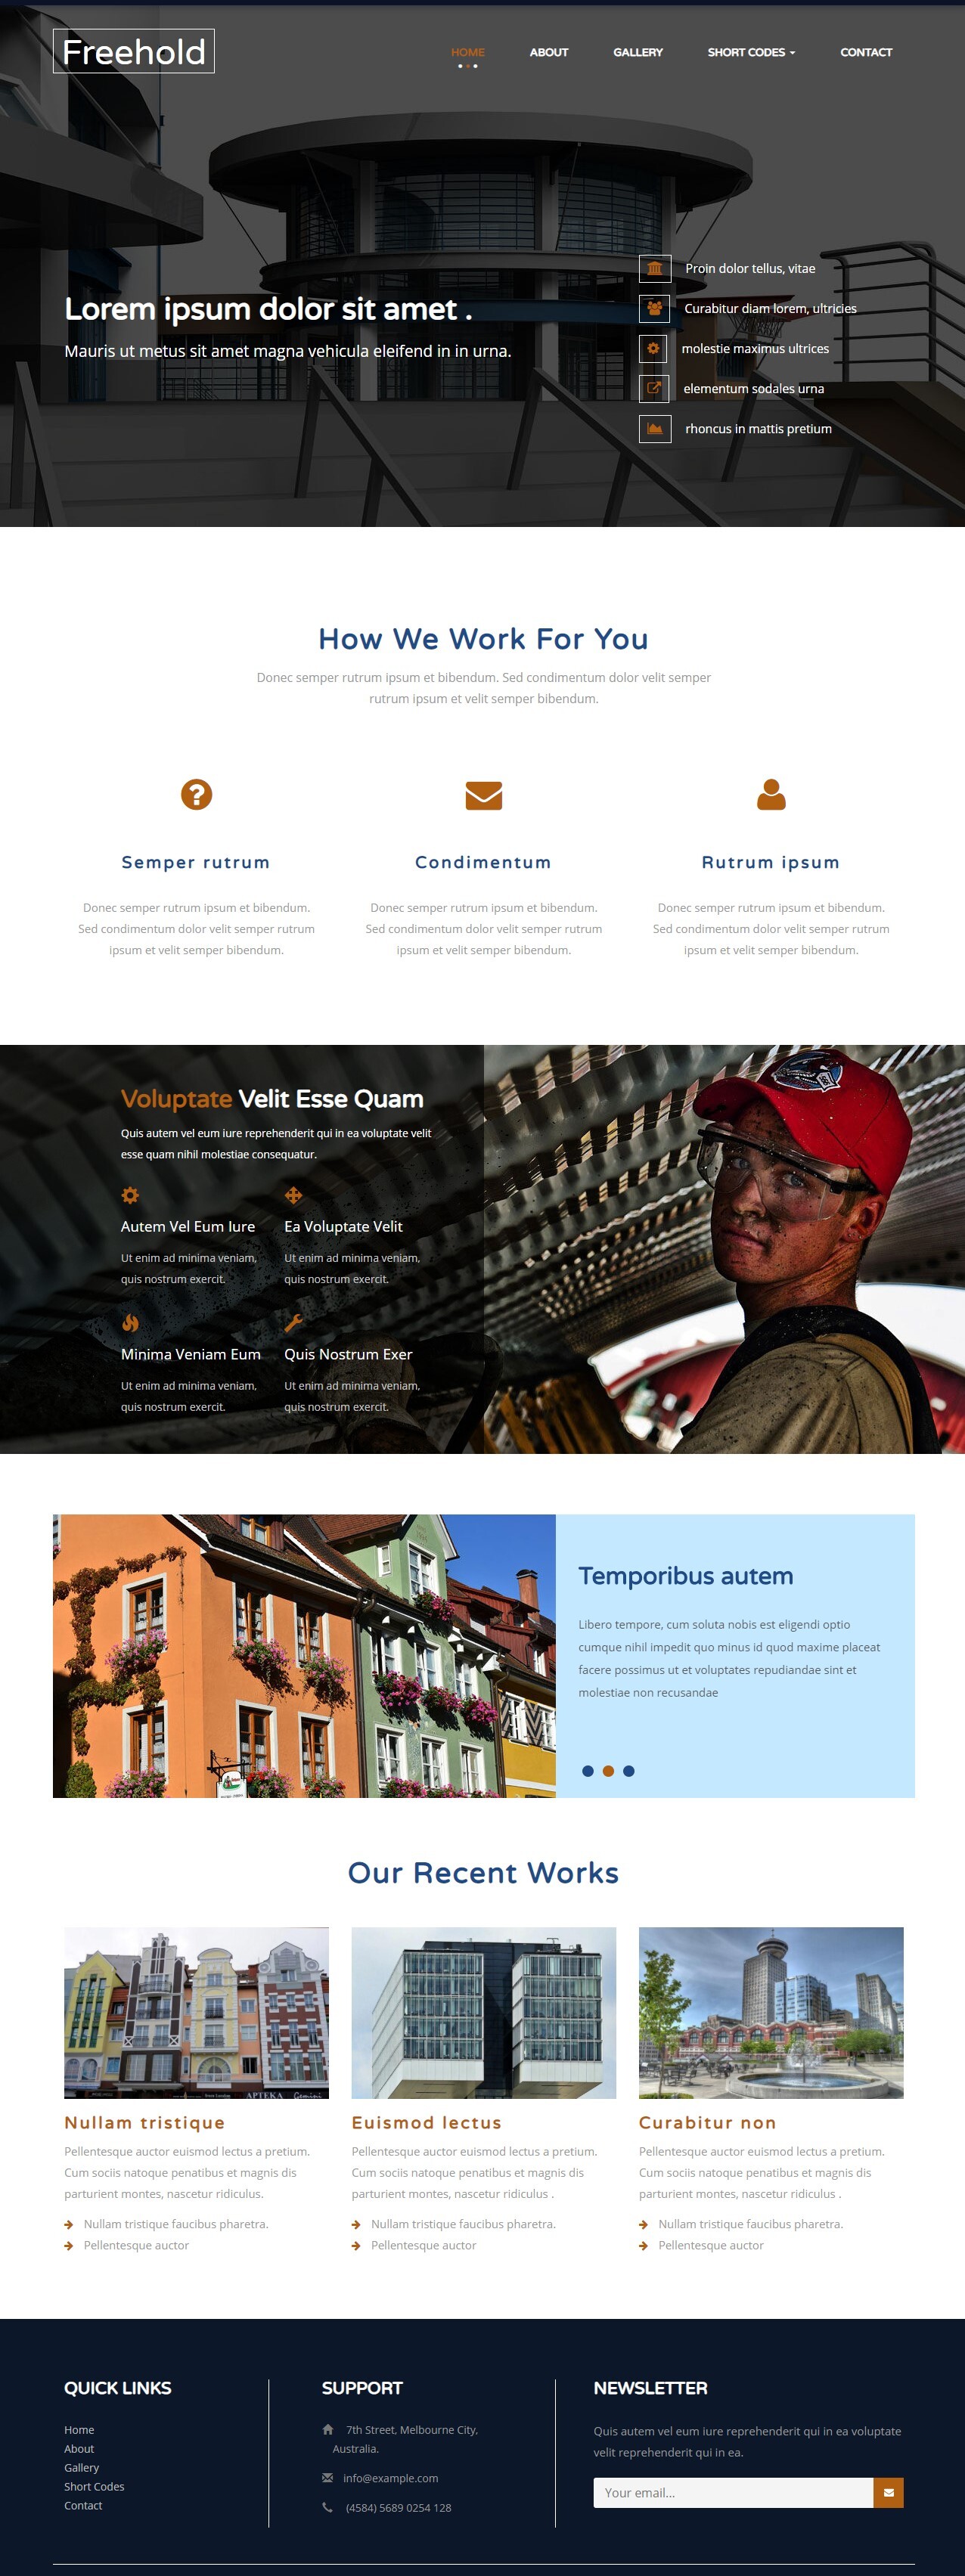 Freehold
HOME ABOUT GALLERY SHORT CODES CONTACT
Lorem ipsum dolor sit amet .
Mauris ut metus sit amet magna vehicula eleifend in in urna.
Proin dolor tellus, vitae
Curabitur diam lorem, ultricies
molestie maximus ultrices
elementum sodales urna
rhoncus in mattis pretium
How We Work For You
Donec semper rutrum ipsum et bibendum. Sed condimentum dolor velit semper
rutrum ipsum et velit semper bibendum.
Semper rutrum
Donec semper rutrum ipsum et bibendum.
Sed condimentum dolor velit semper rutrum
ipsum et velit semper bibendum.
Condimentum
Donec semper rutrum ipsum et bibendum.
Sed condimentum dolor velit semper rutrum
ipsum et velit semper bibendum.
Rutrum ipsum
Donec semper rutrum ipsum et bibendum.
Sed condimentum dolor velit semper rutrum
ipsum et velit semper bibendum.
Voluptate Velit Esse Quam
Quis autem vel eum iure reprehenderit qui in ea voluptate velit
esse quam nihil molestiae consequatur.
Autem Vel Eum Iure
Ut enim ad minima veniam,
quis nostrum exercit.
Ea Voluptate Velit
Ut enim ad minima veniam,
quis nostrum exercit.
Minima Veniam Eum
Ut enim ad minima veniam,
quis nostrum exercit.
Quis Nostrum Exer
Ut enim ad minima veniam,
quis nostrum exercit.
Temporibus autem
Libero tempore, cum soluta nobis est eligendi optio
cumque nihil impedit quo minus id quod maxime placeat
facere possimus ut et voluptates repudiandae sint et
molestiae non recusandae
Our Recent Works
APTEKA Gemini
Nullam tristique
Pellentesque auctor euismod lectus a pretium.
Cum sociis natoque penatibus et magnis dis
parturient montes, nascetur ridiculus.
Nullam tristique faucibus pharetra.
Pellentesque auctor
Euismod lectus
Pellentesque auctor euismod lectus a pretium.
Cum sociis natoque penatibus et magnis dis
parturient montes, nascetur ridiculus .
Nullam tristique faucibus pharetra.
Pellentesque auctor
Curabitur non
Pellentesque auctor euismod lectus a pretium.
Cum sociis natoque penatibus et magnis dis
parturient montes, nascetur ridiculus .
Nullam tristique faucibus pharetra.
Pellentesque auctor
QUICK LINKS
Home
About
Gallery
Short Codes
Contact
SUPPORT
7th Street, Melbourne City,
Australia.
info@example.com
(4584) 5689 0254 128
NEWSLETTER
Quis autem vel eum iure reprehenderit qui in ea voluptate
velit reprehenderit qui in ea.
Your email...